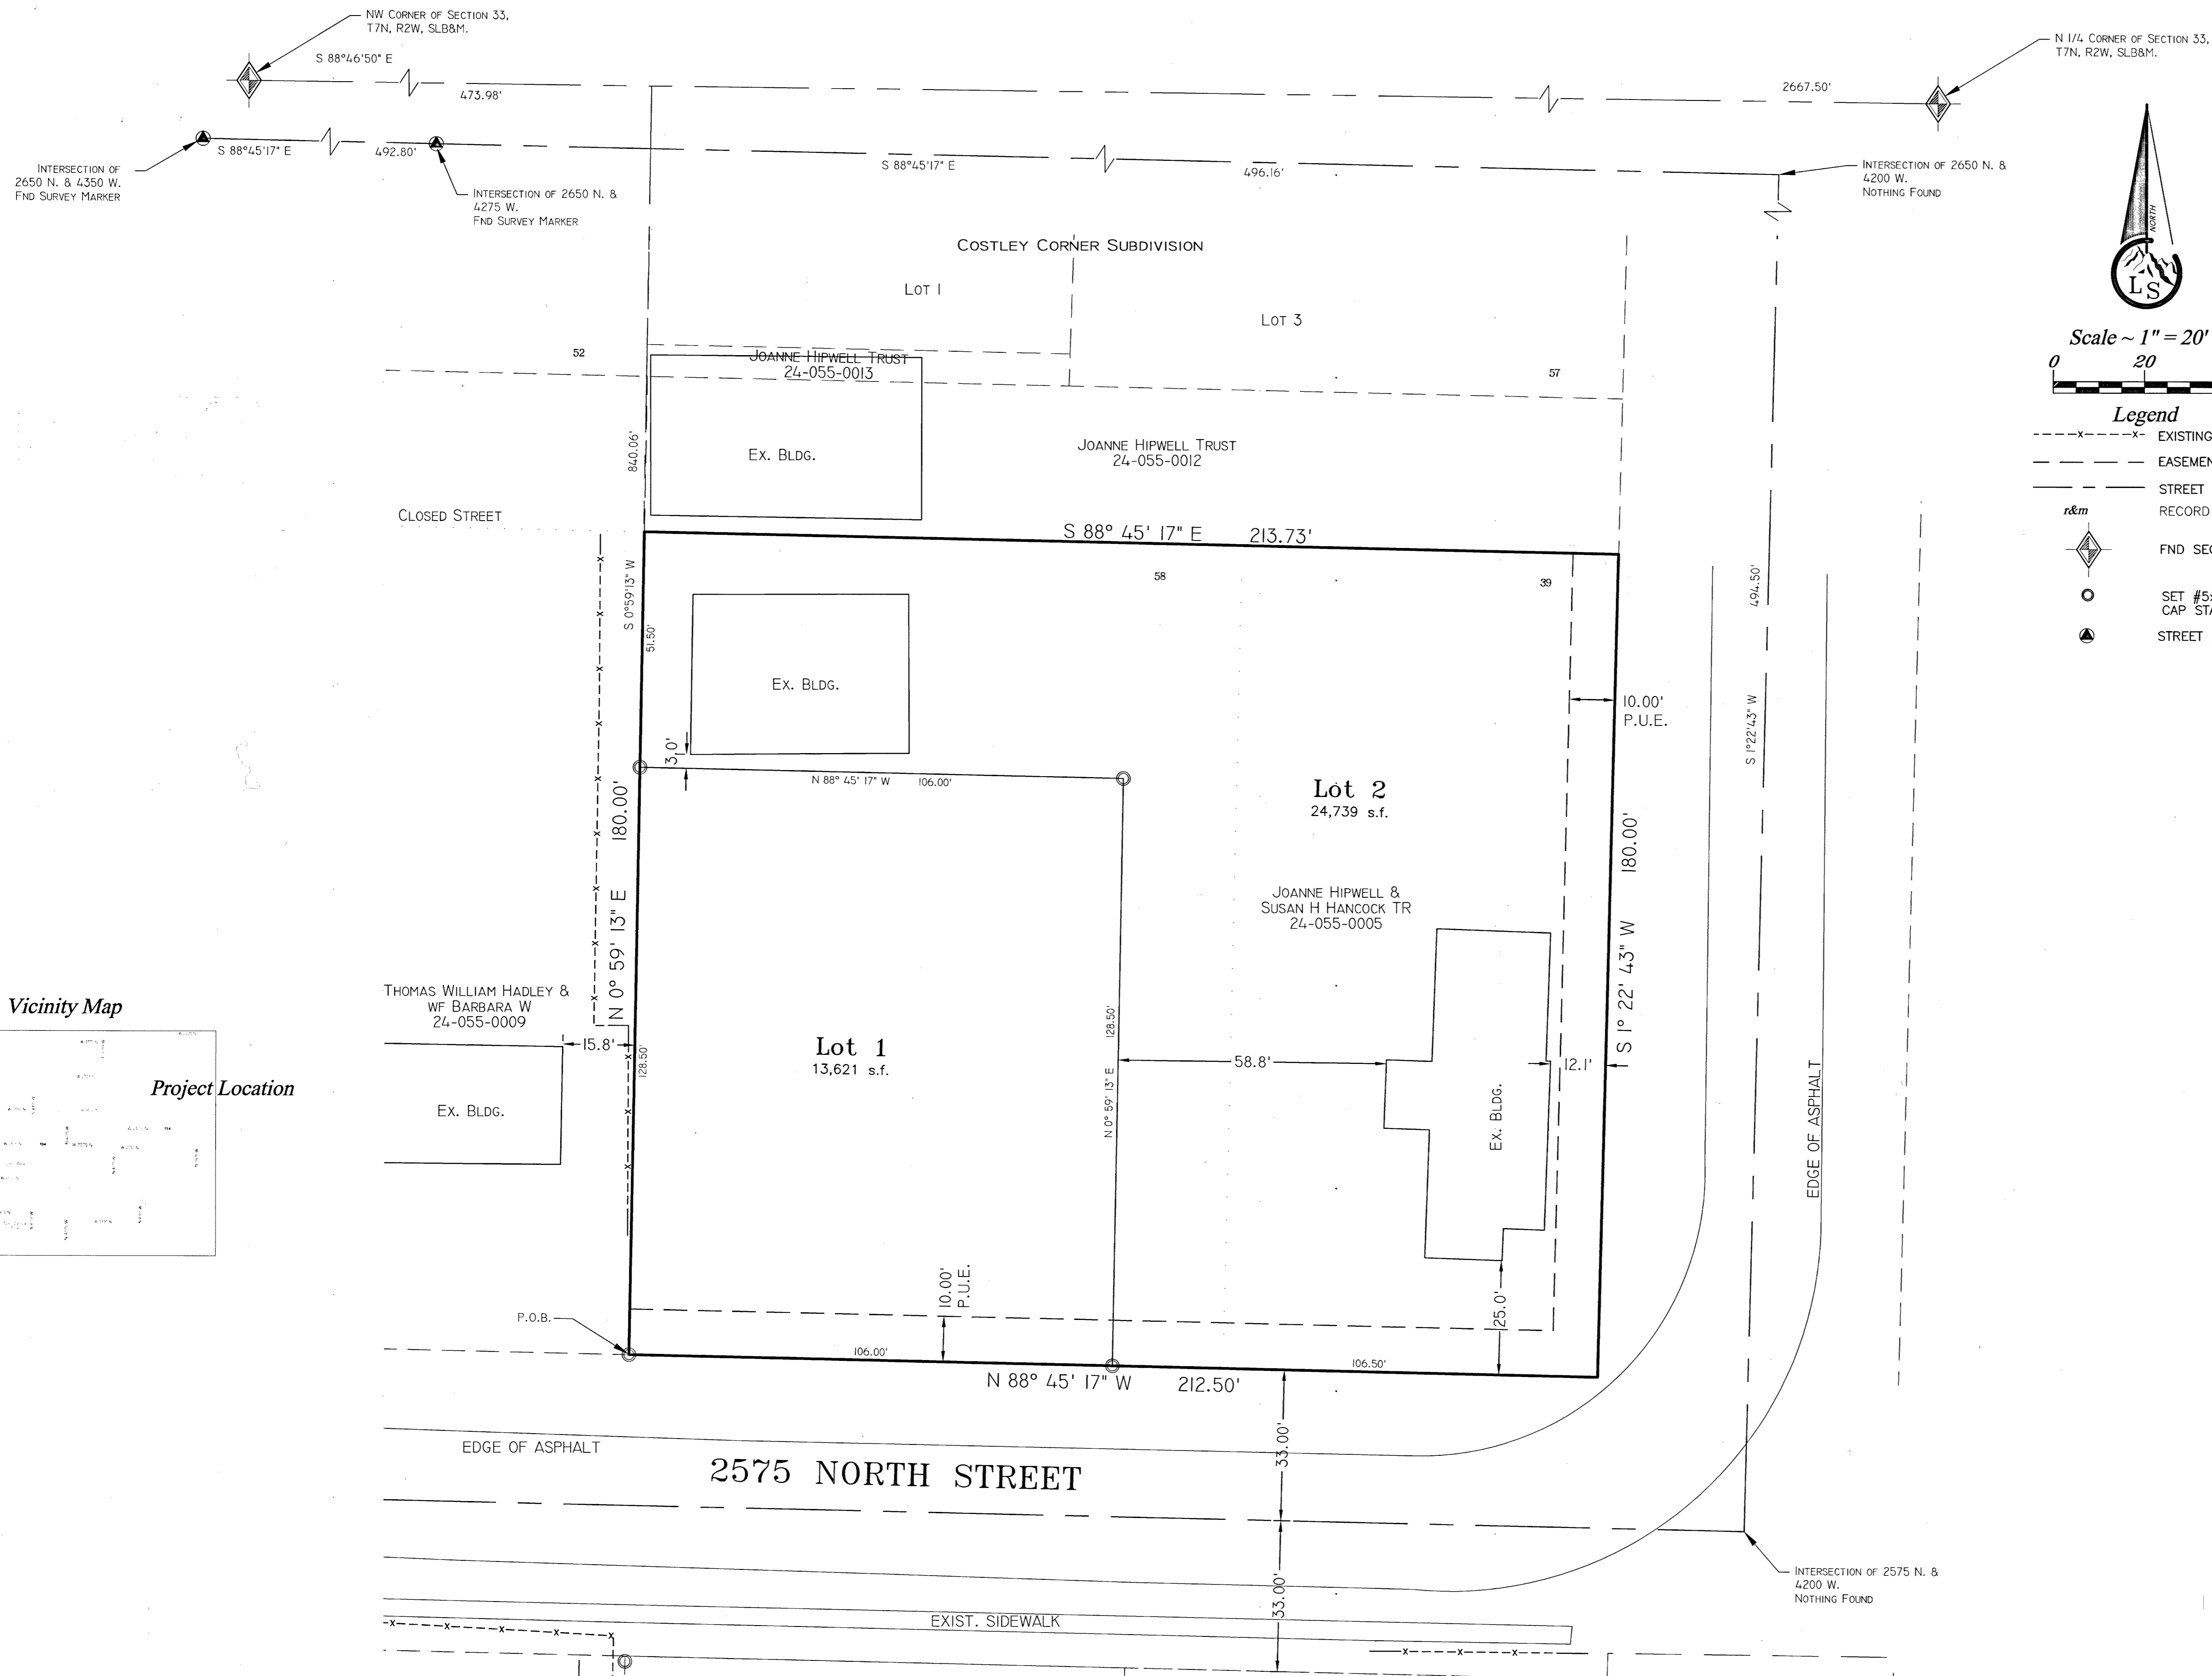 NW CORNER OF SECTION 33,
T7N, R2W, SLB&M.
S 88°46'50" E
473.98'
2667.50'
N 1/4 CORNER OF SECTION 33,
T7N, R2W, SLB&M.
INTERSECTION OF
2650 N. & 4350 W.
FND SURVEY MARKER
S 88°45'17" E
492.80'
INTERSECTION OF 2650 N. &
4275 W.
FND SURVEY MARKER
S 88°45'17" E
496.16'
INTERSECTION OF 2650 N. &
4200 W.
NOTHING FOUND
NORTH
LS
COSTLEY CORNER SUBDIVISION
LOT 1
LOT 3
Scale ~ 1" = 20'
0 20
Legend
-x- -x- EXISTING
EASEMEN
STREET
r&m RECORD
FND SEC
SET #5x
CAP STA
STREET
52
JOANNE HIPWELL TRUST
24-055-0013
57
840.06'
EX. BLDG.
JOANNE HIPWELL TRUST
24-055-0012
CLOSED STREET
S 88° 45' 17" E 213.73'
S 0°59'13" W
51.50'
58
39
494.50'
S 1°22'43" W
EX. BLDG.
10.00'
P.U.E.
3.0'
N 88° 45' 17" W 106.00'
Lot 2
24,739 s.f.
N 0° 59' 13" E 180.00'
S 1° 22' 43" W 180.00'
JOANNE HIPWELL &
SUSAN H HANCOCK TR
24-055-0005
THOMAS WILLIAM HADLEY &
WF BARBARA W
24-055-0009
15.8'
128.50'
Lot 1
13,621 s.f.
128.50'
N 0° 59' 13" E
58.8'
12.1'
EX. BLDG.
EX. BLDG.
EDGE OF ASPHALT
Vicinity Map
Project Location
10.00'
P.U.E.
25.0'
P.O.B.
106.00'
106.50'
N 88° 45' 17" W 212.50'
33.00'
EDGE OF ASPHALT
2575 NORTH STREET
33.00'
INTERSECTION OF 2575 N. &
4200 W.
NOTHING FOUND
EXIST. SIDEWALK